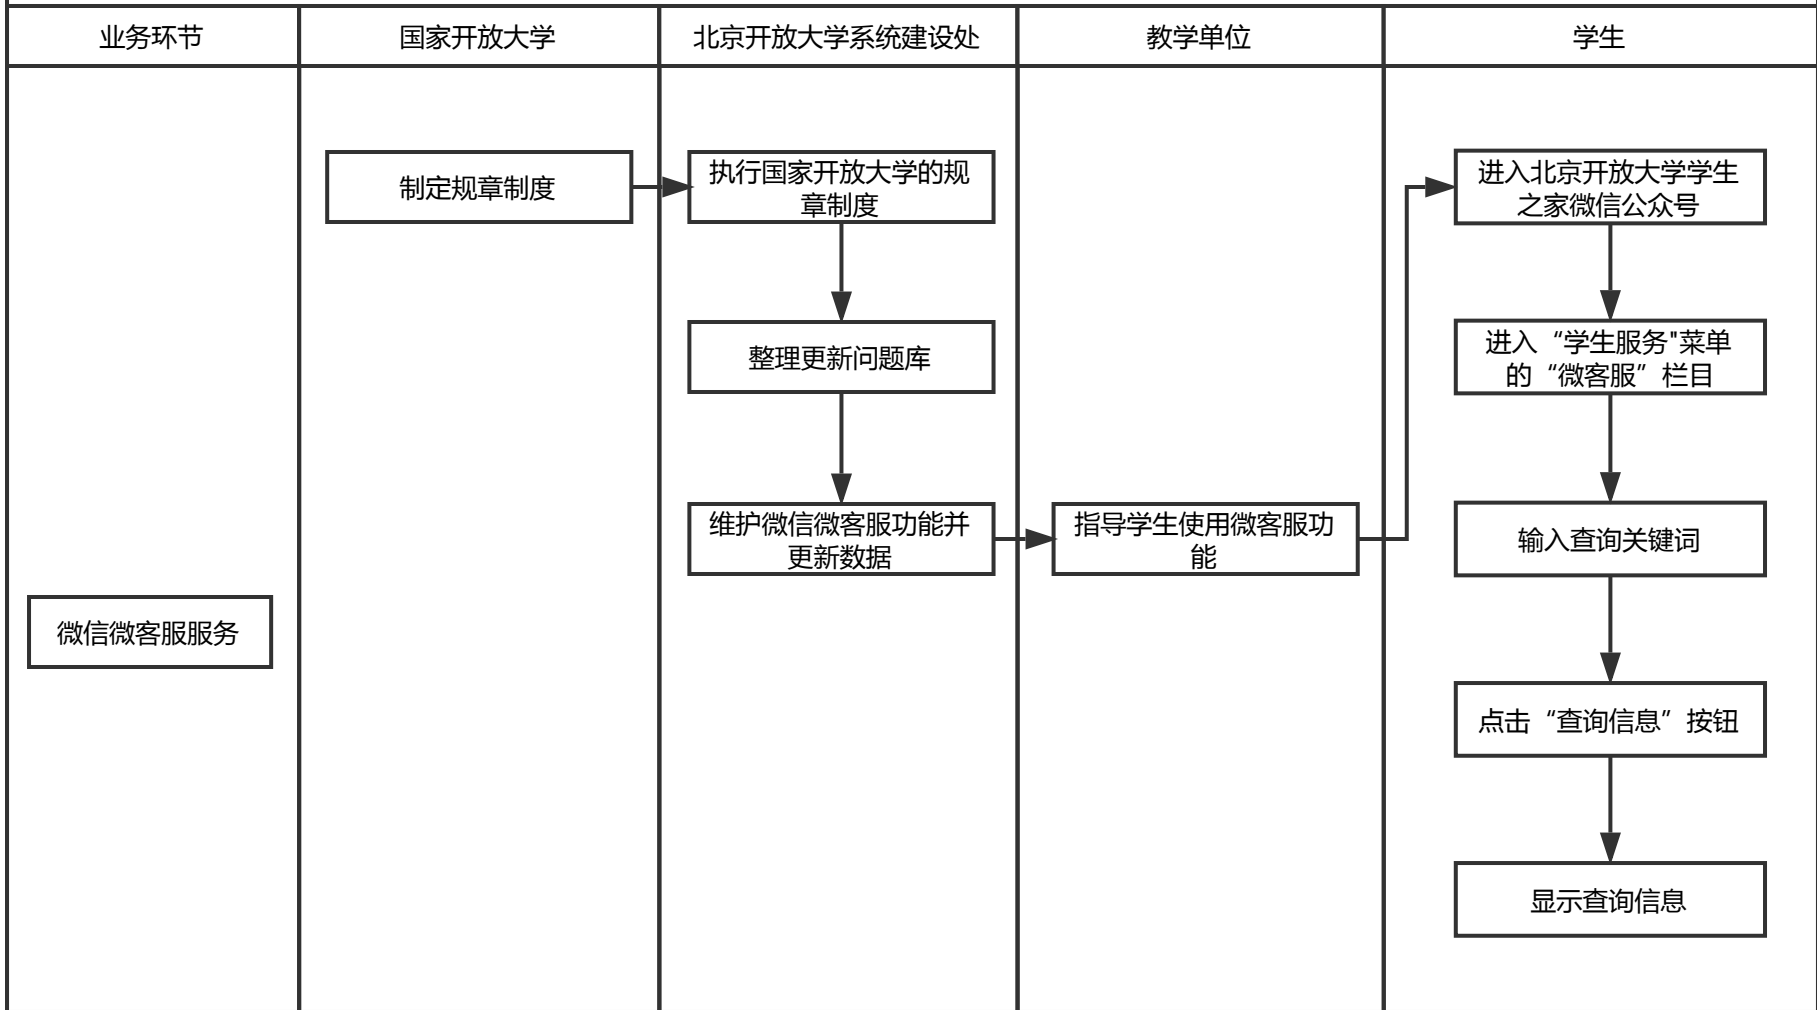 业务环节
国家开放大学
北京开放大学系统建设处
教学单位
学生
微信微客服服务
制定规章制度
执行国家开放大学的规
章制度
整理更新问题库
维护微信微客服功能并
更新数据
指导学生使用微客服功
能
进入北京开放大学学生
之家微信公众号
进入“学生服务"菜单
的“微客服”栏目
输入查询关键词
点击“查询信息”按钮
显示查询信息